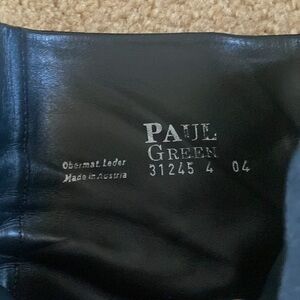 PAUL
GREEN
Obermat. Leder
Made in Austria
31245 4 04